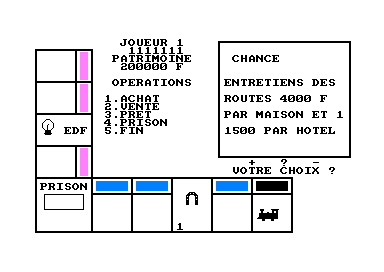 JOUEUR 1
1111111
PATRIMOINE
200000 F
OPERATIONS
1.ACHAT
2.VENTE
3.PRET
4.PRISON
5.FIN
CHANCE
ENTRETIENS DES
ROUTES 4000 F
PAR MAISON ET 1
1500 PAR HOTEL
+ ? -
VOTRE CHOIX ?
EDF
PRISON
1